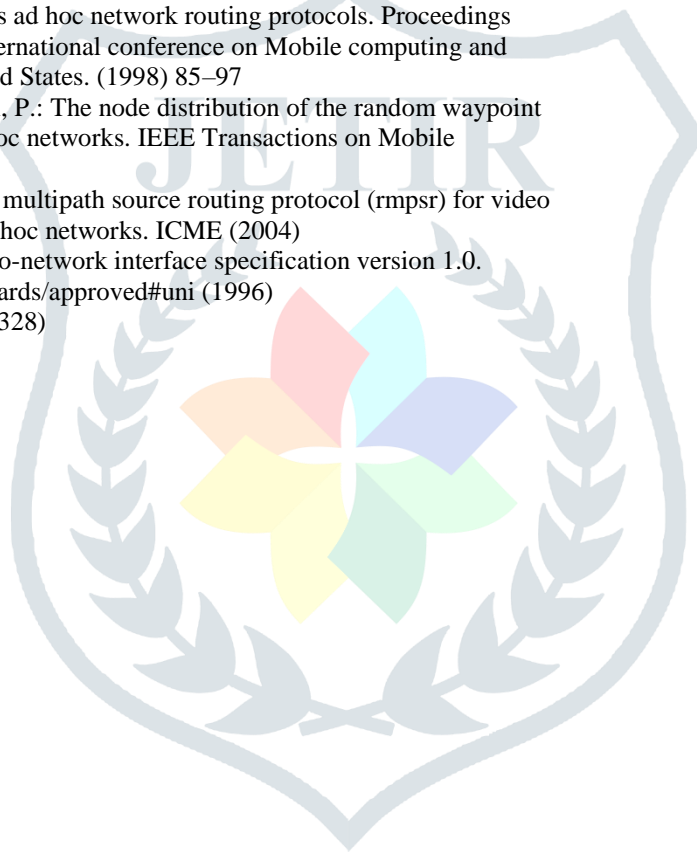 s ad hoc network routing protocols. Proceedings
ernational conference on Mobile computing and
d States. (1998) 85–97
, P.: The node distribution of the random waypoint
oc networks. IEEE Transactions on Mobile
JETIR
multipath source routing protocol (rmpsr) for video
hoc networks. ICME (2004)
o-network interface specification version 1.0.
ards/approved#uni (1996)
328)